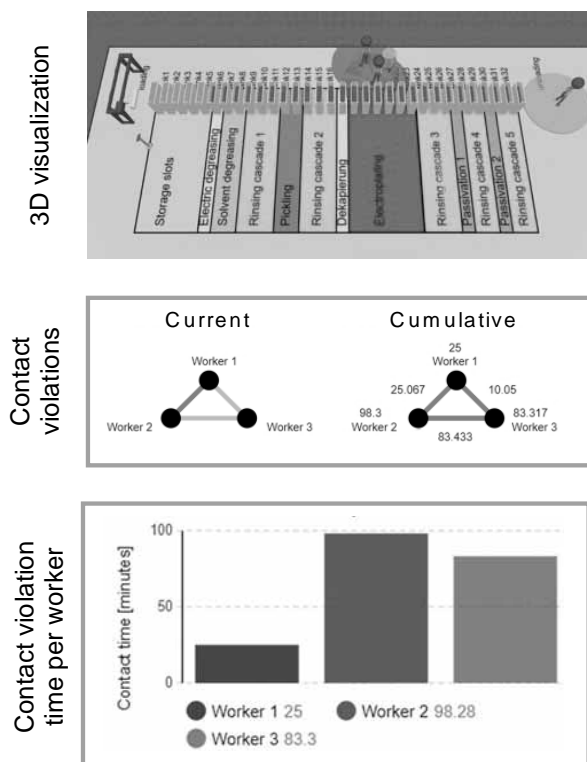 3D visualization
loading
Storage slots
Electric degreasing
Solvent degreasing
Rinsing cascade 1
Pickling
Rinsing cascade 2
Dekapierung
Electroplating
Rinsing cascade 3
Passivation 1
Rinsing cascade 4
Passivation 2
Rinsing cascade 5
Contact
violations
Current
Cumulative
25
Worker 1
Worker 1
25.067
10.05
98.3
83.317
Worker 2
Worker 3
Worker 2
Worker 3
83.433
Contact violation
time per worker
Contact time [minutes]
100
50
0
Worker 1 25
Worker 2 98.28
Worker 3 83.3